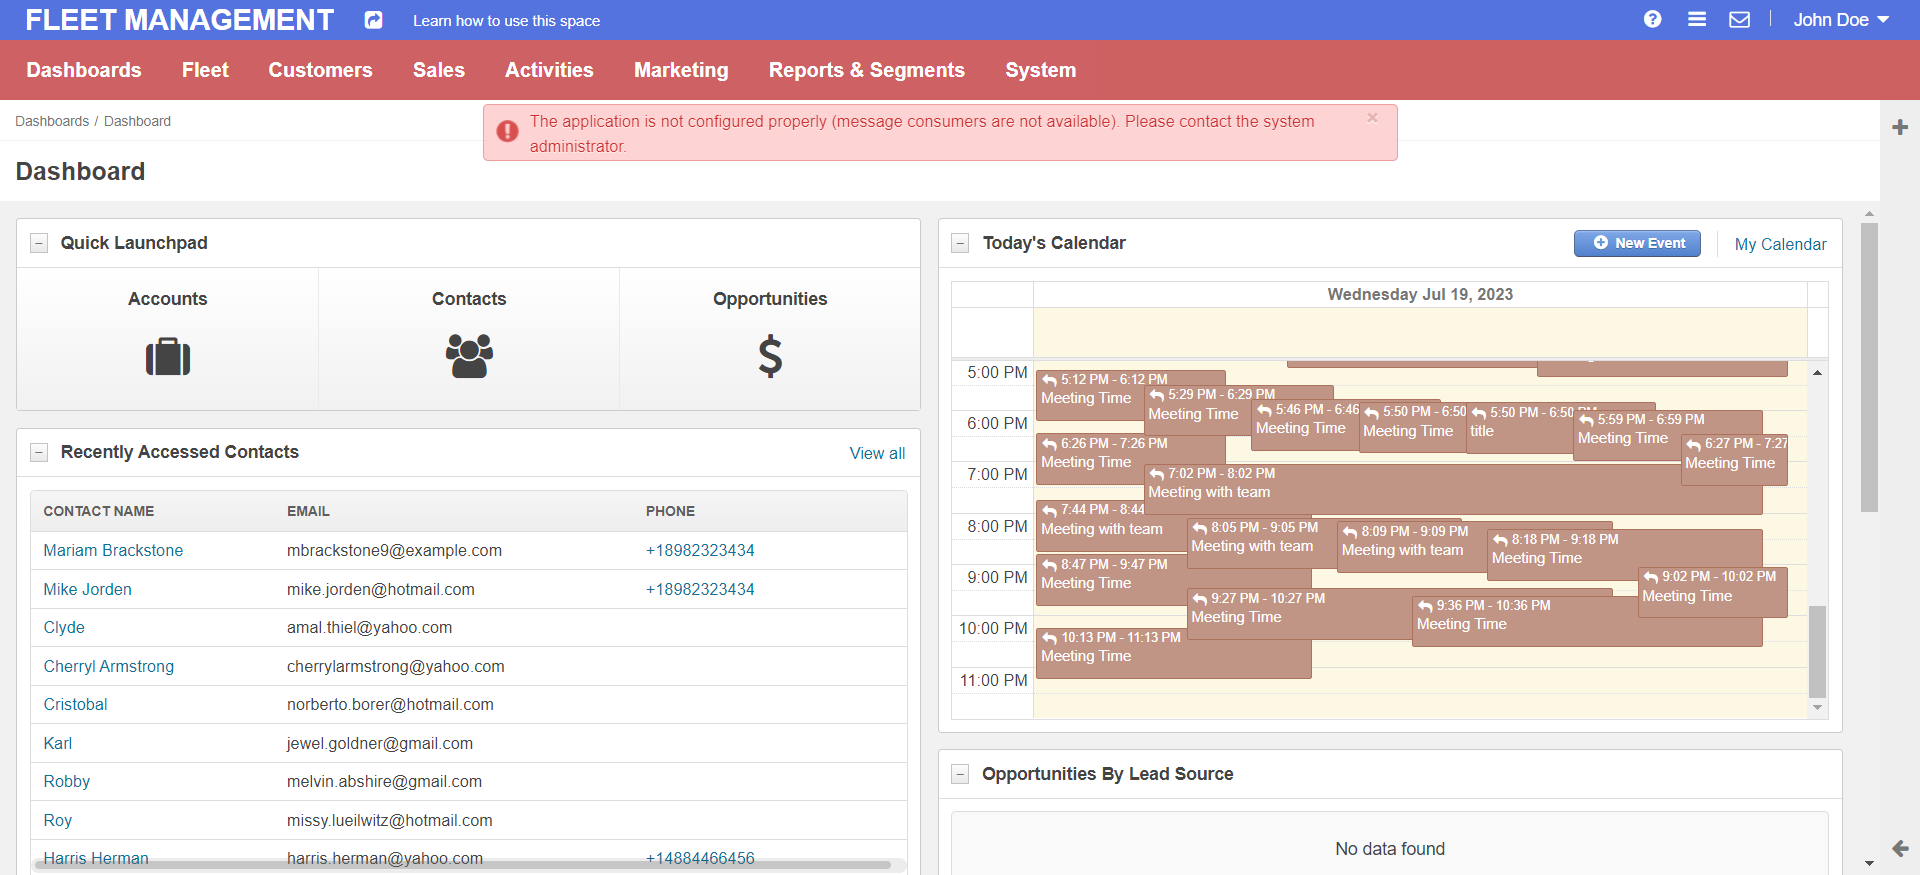 FLEET MANAGEMENT
Learn how to use this space
John Doe
Dashboards
Fleet
Customers
Sales
Activities
Marketing
Reports & Segments
System
Dashboards / Dashboard
The application is not configured properly (message consumers are not available). Please contact the system
administrator.
×
Dashboard
Quick Launchpad
Accounts
Contacts
Opportunities
Recently Accessed Contacts
View all
CONTACT NAME EMAIL PHONE
Mariam Brackstone mbrackstone9@example.com +18982323434
Mike Jorden mike.jorden@hotmail.com +18982323434
Clyde amal.thiel@yahoo.com
Cherryl Armstrong cherrylarmstrong@yahoo.com
Cristobal norberto.borer@hotmail.com
Karl jewel.goldner@gmail.com
Robby melvin.abshire@gmail.com
Roy missy.lueilwitz@hotmail.com
Harris Herman harris.herman@yahoo.com +14884466456
Today's Calendar
New Event
My Calendar
Wednesday Jul 19, 2023
5:00 PM
6:00 PM
7:00 PM
8:00 PM
9:00 PM
10:00 PM
11:00 PM
5:12 PM - 6:12 PM
Meeting Time
5:29 PM - 6:29 PM
Meeting Time
5:46 PM - 6:46
Meeting Time
5:50 PM - 6:50
Meeting Time
5:50 PM - 6:50 PM
title
5:59 PM - 6:59 PM
Meeting Time
6:26 PM - 7:26 PM
Meeting Time
6:27 PM - 7:27
Meeting Time
7:02 PM - 8:02 PM
Meeting with team
7:44 PM - 8:44
Meeting with team
8:05 PM - 9:05 PM
Meeting with team
8:09 PM - 9:09 PM
Meeting with team
8:18 PM - 9:18 PM
Meeting Time
8:47 PM - 9:47 PM
Meeting Time
9:02 PM - 10:02 PM
Meeting Time
9:27 PM - 10:27 PM
Meeting Time
9:36 PM - 10:36 PM
Meeting Time
10:13 PM - 11:13 PM
Meeting Time
Opportunities By Lead Source
No data found